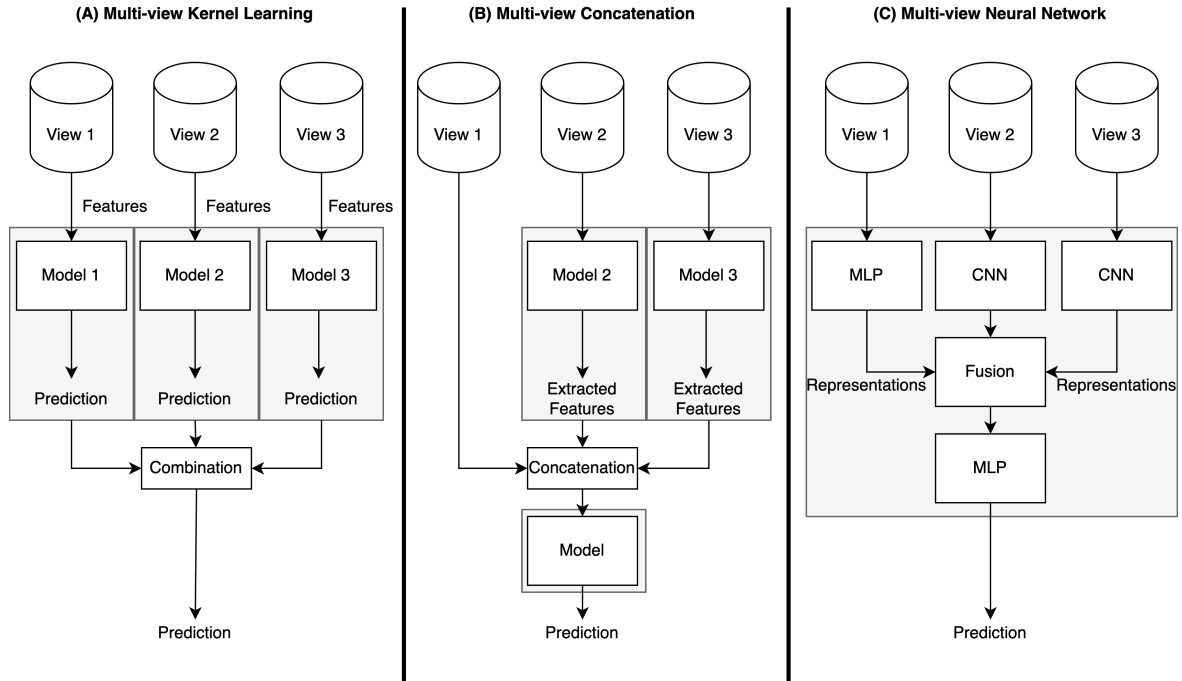 (A) Multi-view Kernel Learning
View 1
View 2
View 3
Features
Features
Features
Model 1
Model 2
Model 3
Prediction
Prediction
Prediction
Combination
Prediction
(B) Multi-view Concatenation
View 1
View 2
View 3
Model 2
Model 3
Extracted
Features
Extracted
Features
Concatenation
Model
Prediction
(C) Multi-view Neural Network
View 1
View 2
View 3
MLP
CNN
CNN
Fusion
Representations
Representations
MLP
Prediction